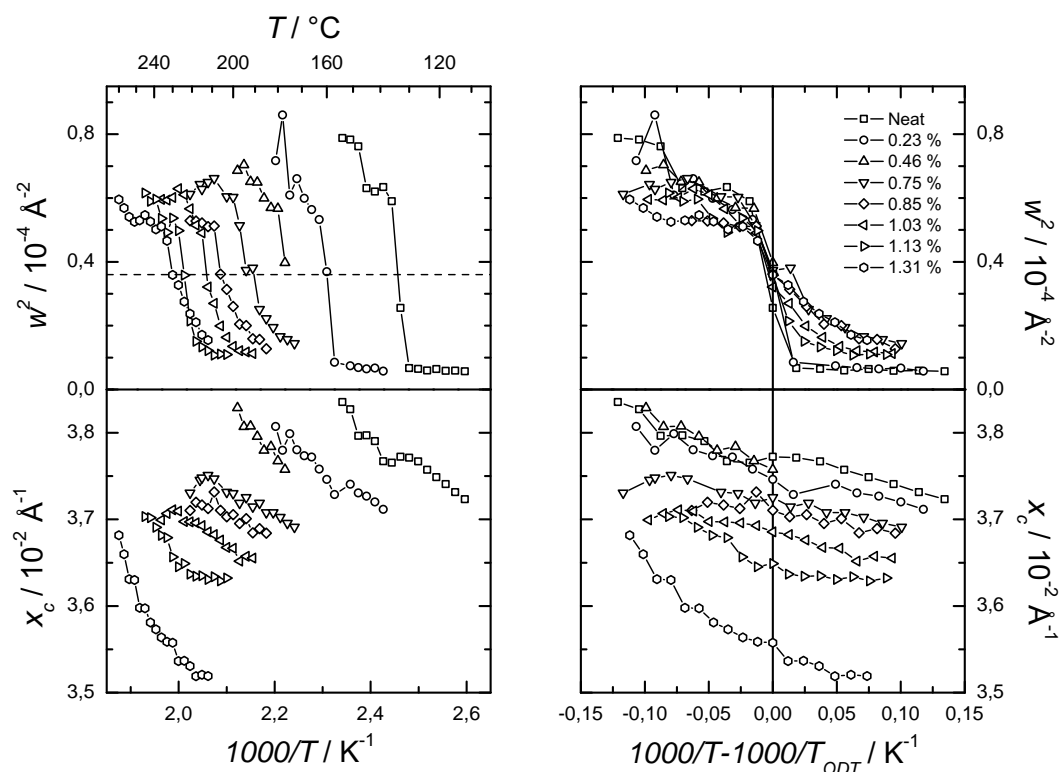 T / °C
240 200 160 120
0,8
0,4
0,0
w² / 10⁻⁴ Å⁻²
3,8
3,7
3,6
3,5
x_c / 10⁻² Å⁻¹
2,0 2,2 2,4 2,6
1000/T / K⁻¹
Neat
0.23 %
0.46 %
0.75 %
0.85 %
1.03 %
1.13 %
1.31 %
0,8
0,4
0,0
w² / 10⁻⁴ Å⁻²
3,8
3,7
3,6
3,5
x_c / 10⁻² Å⁻¹
-0,15 -0,10 -0,05 0,00 0,05 0,10 0,15
1000/T-1000/T_ODT / K⁻¹